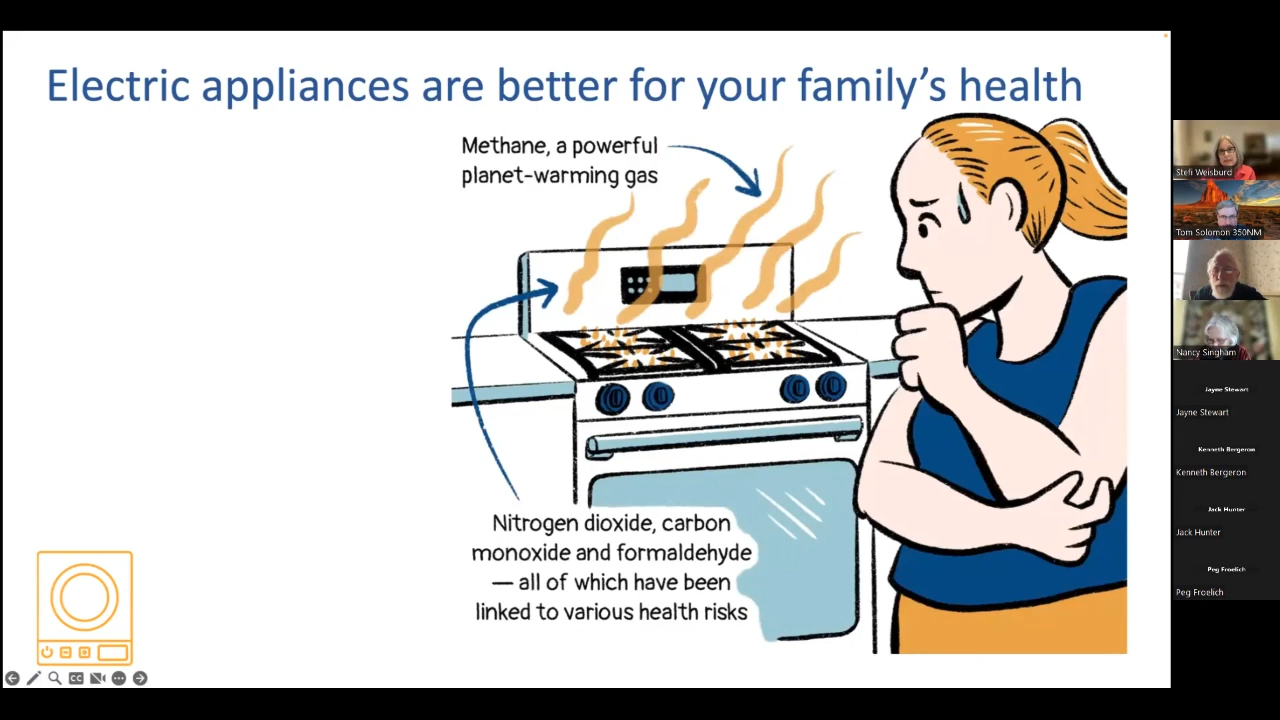 Electric appliances are better for your family's health
Methane, a powerful
planet-warming gas
Nitrogen dioxide, carbon
monoxide and formaldehyde
— all of which have been
linked to various health risks
CC
Stefi Weisburd
Tom Solomon 350NM
Nancy Singham
Jayne Stewart
Jayne Stewart
Kenneth Bergeron
Kenneth Bergeron
Jack Hunter
Jack Hunter
Peg Froelich
Peg Froelich